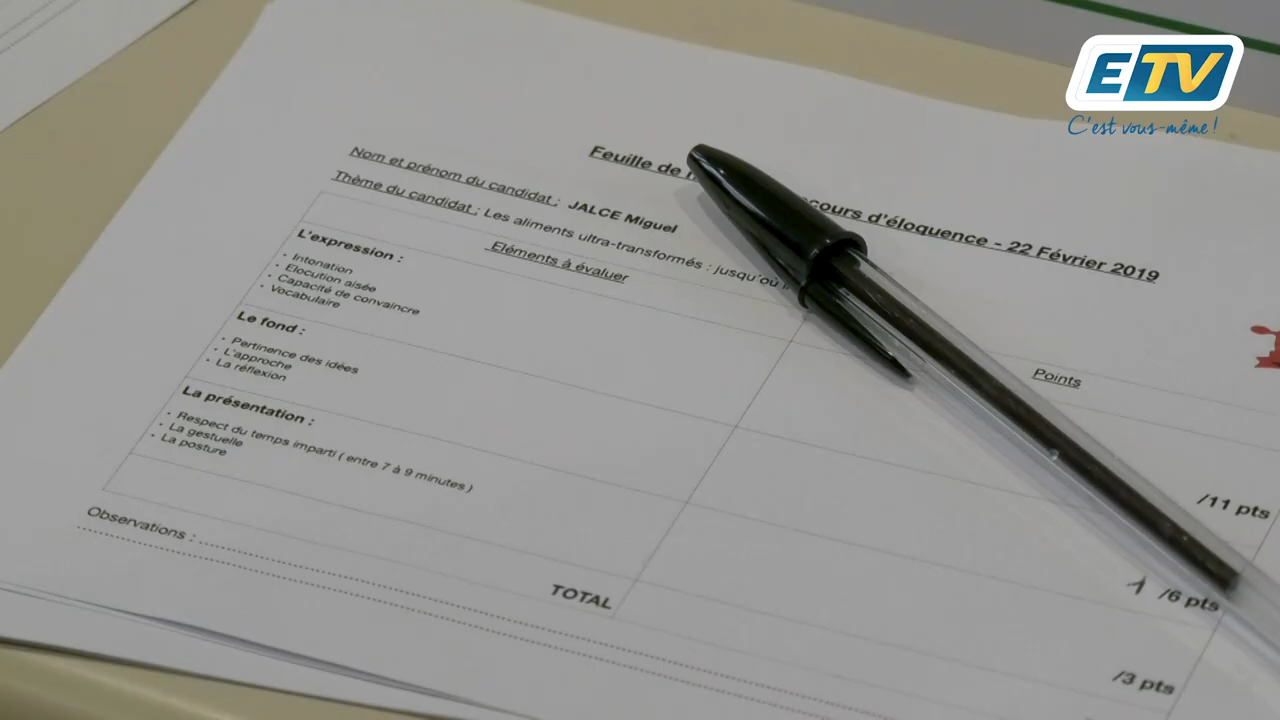 ETV
C'est vous-même !
Feuille de
cours d'éloquence - 22 Février 2019
Nom et prénom du candidat : JALCE Miguel
Thème du candidat : Les aliments ultra-transformés : jusqu'où
Eléments à évaluer
Points
L'expression :
- Intonation
- Elocution aisée
- Capacité de convaincre
- Vocabulaire
/11 pts
Le fond :
- Pertinence des idées
- L'approche
- La réflexion
/6 pts
La présentation :
- Respect du temps imparti ( entre 7 à 9 minutes )
- La gestuelle
- La posture
/3 pts
TOTAL
Observations :